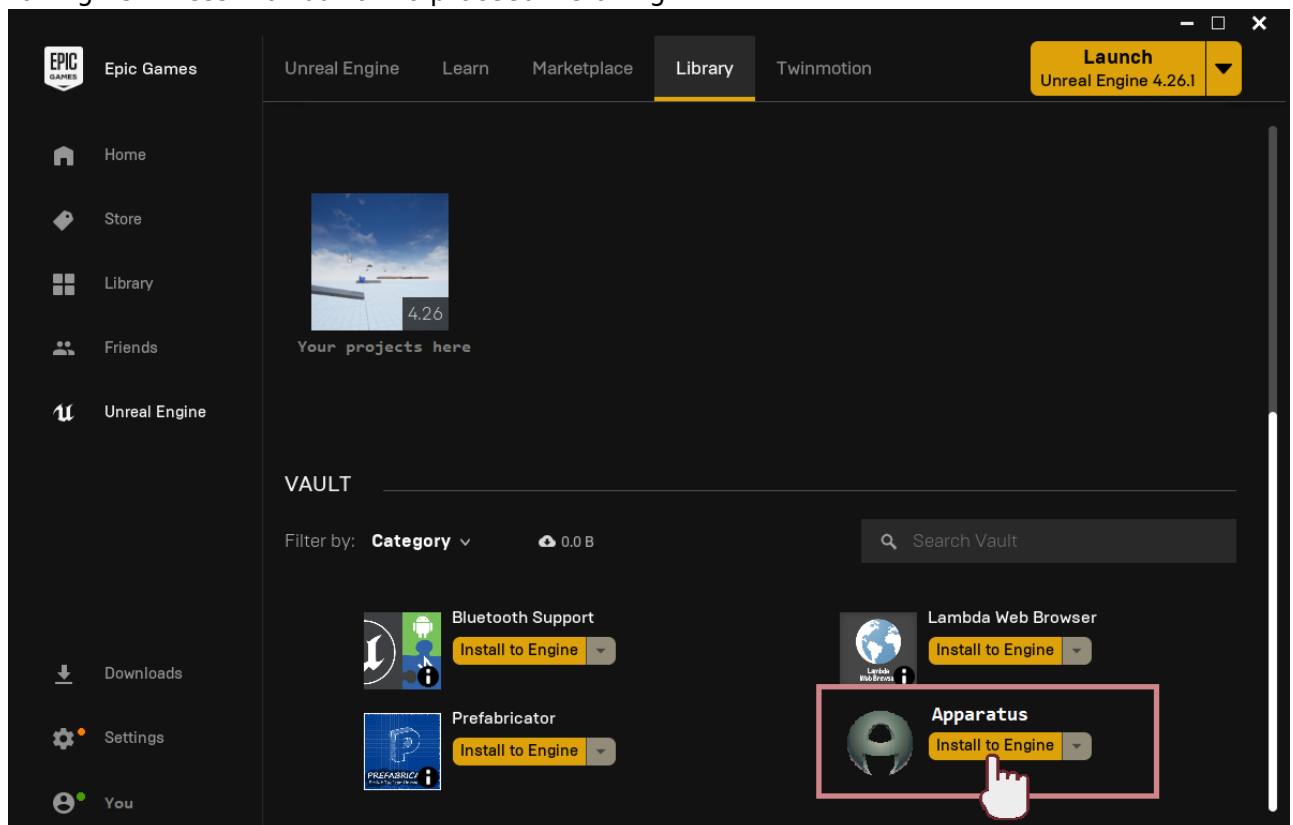 EPIC
GAMES
Epic Games
Unreal Engine
Learn
Marketplace
Library
Twinmotion
Launch
Unreal Engine 4.26.1
Home
Store
Library
Friends
Unreal Engine
4.26
Your projects here
VAULT
Filter by: Category
0.0 B
Search Vault
Bluetooth Support
Install to Engine
Lambda Web Browser
Install to Engine
Lambda
Prefabricator
Install to Engine
Apparatus
Install to Engine
Downloads
Settings
You